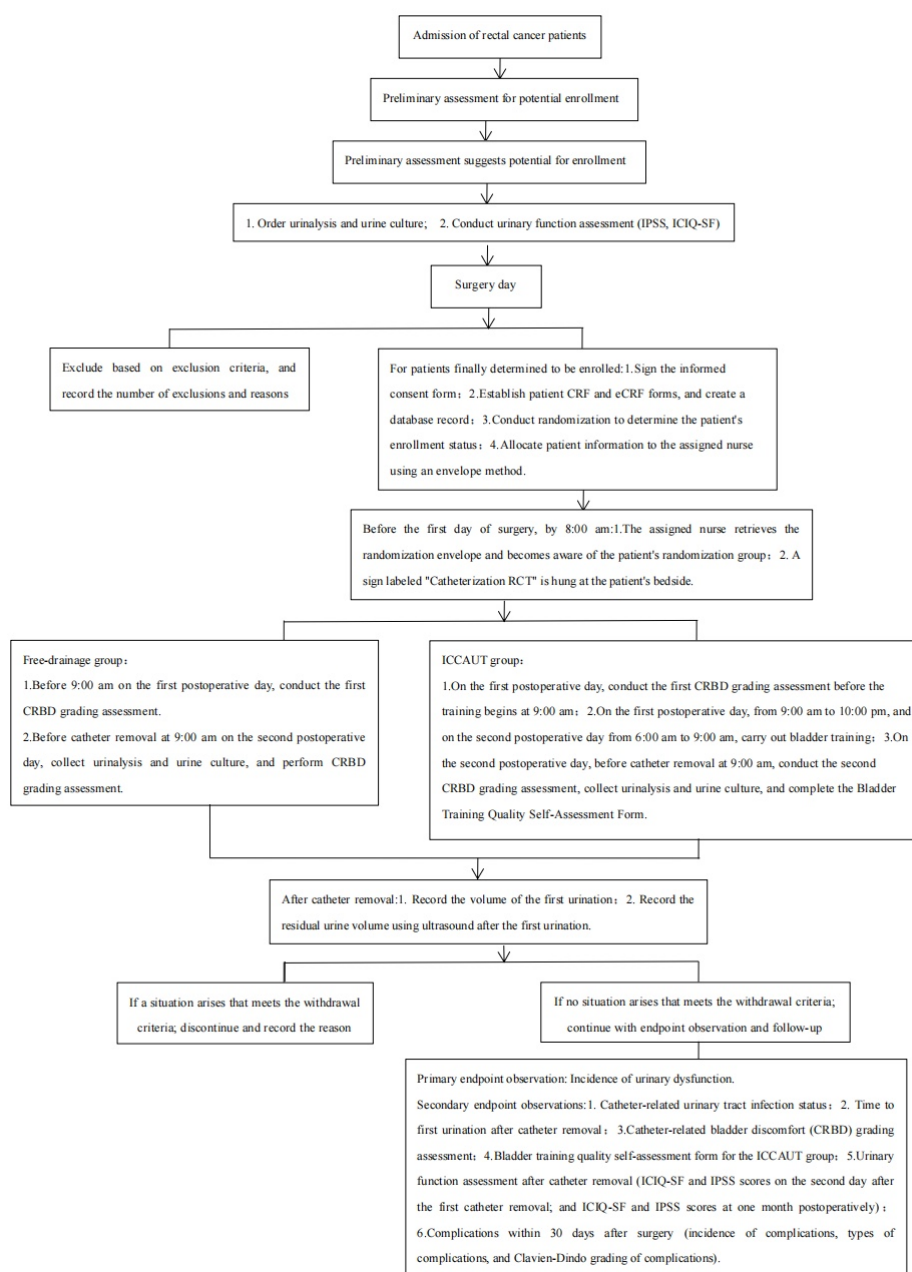 Admission of rectal cancer patients
Preliminary assessment for potential enrollment
Preliminary assessment suggests potential for enrollment
1. Order urinalysis and urine culture; 2. Conduct urinary function assessment (IPSS, ICIQ-SF)
Surgery day
Exclude based on exclusion criteria, and
record the number of exclusions and reasons
For patients finally determined to be enrolled:1.Sign the informed
consent form; 2.Establish patient CRF and eCRF forms, and create a
database record; 3.Conduct randomization to determine the patient's
enrollment status; 4.Allocate patient information to the assigned nurse
using an envelope method.
Before the first day of surgery, by 8:00 am:1.The assigned nurse retrieves the
randomization envelope and becomes aware of the patient's randomization group; 2. A
sign labeled "Catheterization RCT" is hung at the patient's bedside.
Free-drainage group:
1.Before 9:00 am on the first postoperative day, conduct the first
CRBD grading assessment.
2.Before catheter removal at 9:00 am on the second postoperative
day, collect urinalysis and urine culture, and perform CRBD
grading assessment.
ICCAUT group:
1.On the first postoperative day, conduct the first CRBD grading assessment before the
training begins at 9:00 am; 2.On the first postoperative day, from 9:00 am to 10:00 pm, and
on the second postoperative day from 6:00 am to 9:00 am, carry out bladder training; 3.On
the second postoperative day, before catheter removal at 9:00 am, conduct the second
CRBD grading assessment, collect urinalysis and urine culture, and complete the Bladder
Training Quality Self-Assessment Form.
After catheter removal:1. Record the volume of the first urination; 2. Record the
residual urine volume using ultrasound after the first urination.
If a situation arises that meets the withdrawal
criteria; discontinue and record the reason
If no situation arises that meets the withdrawal criteria;
continue with endpoint observation and follow-up
Primary endpoint observation: Incidence of urinary dysfunction.
Secondary endpoint observations:1. Catheter-related urinary tract infection status; 2. Time to
first urination after catheter removal; 3.Catheter-related bladder discomfort (CRBD) grading
assessment; 4.Bladder training quality self-assessment form for the ICCAUT group; 5.Urinary
function assessment after catheter removal (ICIQ-SF and IPSS scores on the second day after
the first catheter removal; and ICIQ-SF and IPSS scores at one month postoperatively) ;
6.Complications within 30 days after surgery (incidence of complications, types of
complications, and Clavien-Dindo grading of complications).